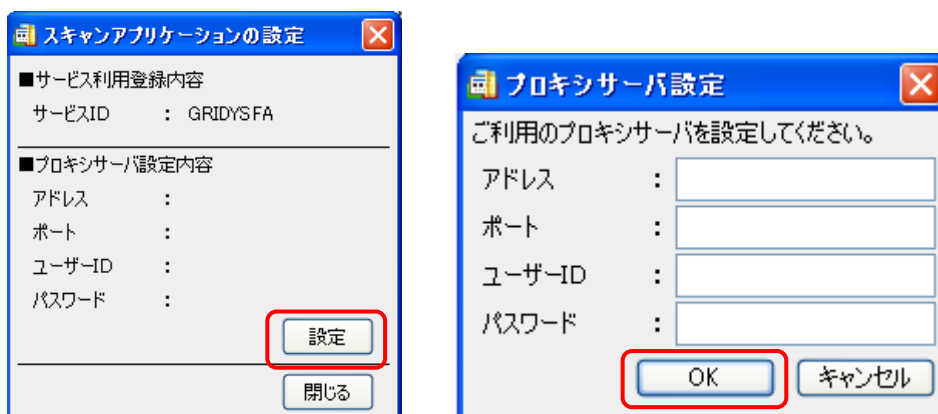 スキャンアプリケーションの設定
■サービス利用登録内容
サービスID : GRIDYSFA
■プロキシサーバ設定内容
アドレス :
ポート :
ユーザーID :
パスワード :
設定
閉じる
プロキシサーバ設定
ご利用のプロキシサーバを設定してください。
アドレス :
ポート :
ユーザーID :
パスワード :
OK キャンセル